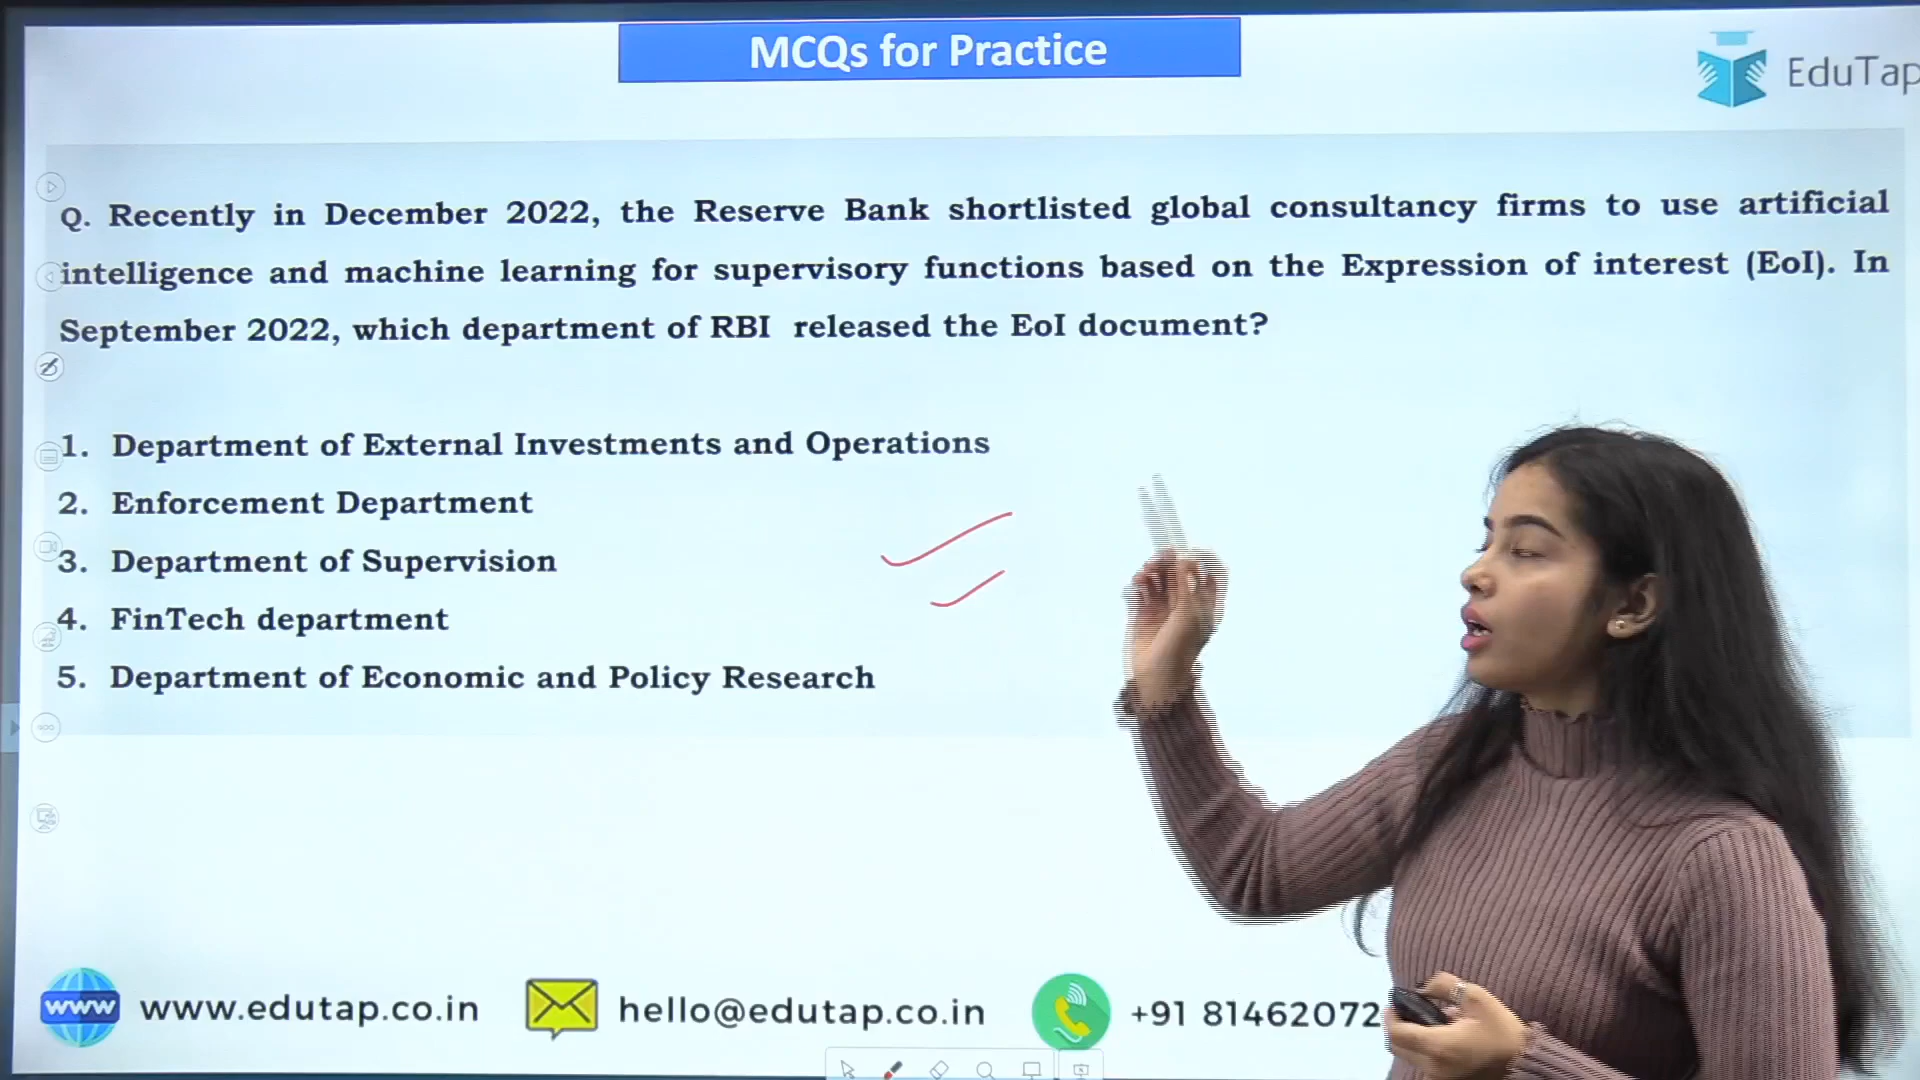 MCQs for Practice
EduTap
Q. Recently in December 2022, the Reserve Bank shortlisted global consultancy firms to use artificial
intelligence and machine learning for supervisory functions based on the Expression of interest (EoI). In
September 2022, which department of RBI released the EoI document?
1. Department of External Investments and Operations
2. Enforcement Department
3. Department of Supervision
4. FinTech department
5. Department of Economic and Policy Research
www www.edutap.co.in hello@edutap.co.in +91 81462072